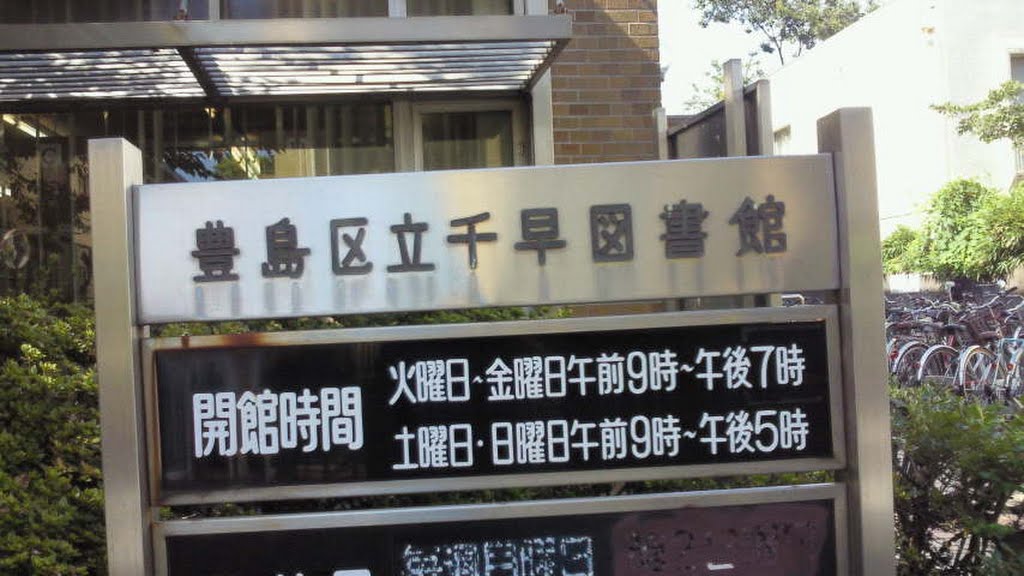 豊島区立千早図書館
開館時間
火曜日~金曜日午前9時~午後7時
土曜日・日曜日午前9時~午後5時